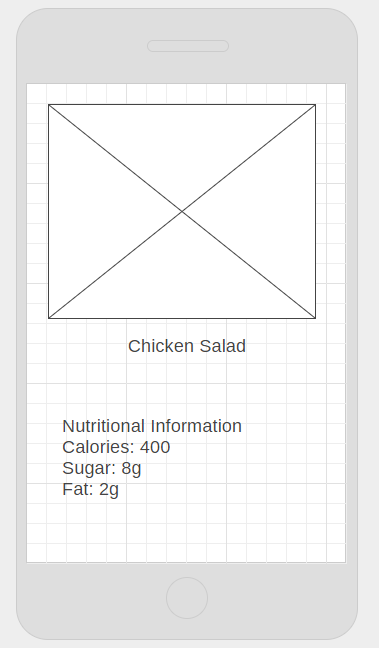 Chicken Salad
Nutritional Information
Calories: 400
Sugar: 8g
Fat: 2g